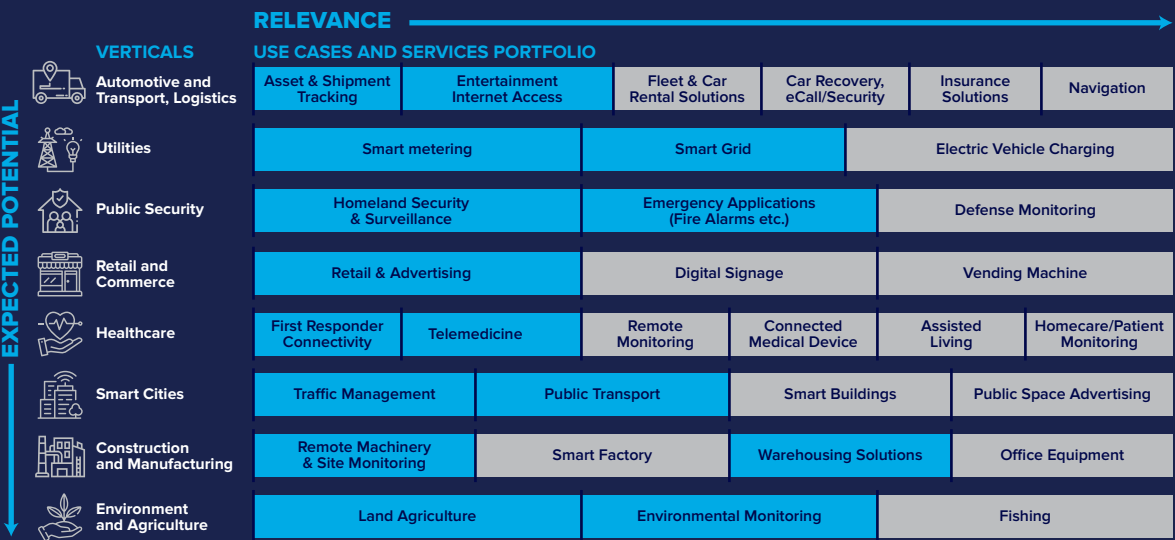 RELEVANCE
VERTICALS
USE CASES AND SERVICES PORTFOLIO
EXPECTED POTENTIAL
Automotive and
Transport, Logistics
Asset & Shipment
Tracking
Entertainment
Internet Access
Fleet & Car
Rental Solutions
Car Recovery,
eCall/Security
Insurance
Solutions
Navigation
Utilities
Smart metering
Smart Grid
Electric Vehicle Charging
Public Security
Homeland Security
& Surveillance
Emergency Applications
(Fire Alarms etc.)
Defense Monitoring
Retail and
Commerce
Retail & Advertising
Digital Signage
Vending Machine
Healthcare
First Responder
Connectivity
Telemedicine
Remote
Monitoring
Connected
Medical Device
Assisted
Living
Homecare/Patient
Monitoring
Smart Cities
Traffic Management
Public Transport
Smart Buildings
Public Space Advertising
Construction
and Manufacturing
Remote Machinery
& Site Monitoring
Smart Factory
Warehousing Solutions
Office Equipment
Environment
and Agriculture
Land Agriculture
Environmental Monitoring
Fishing